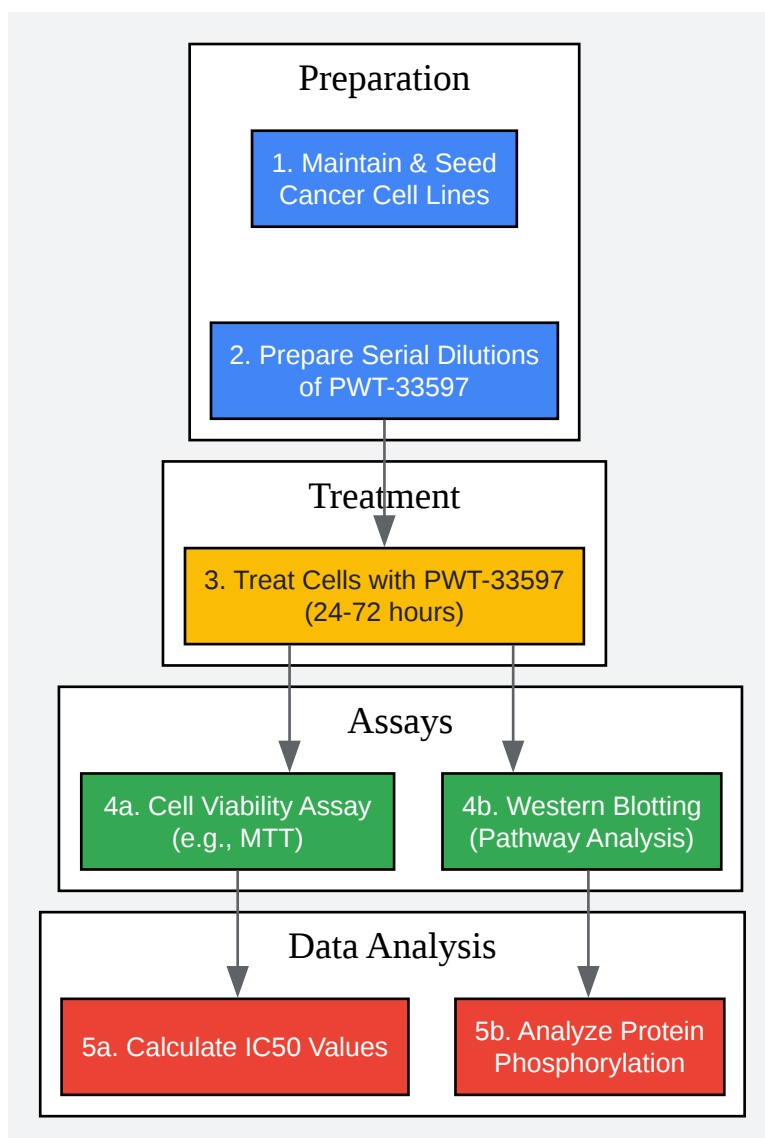 Preparation
1. Maintain & Seed
Cancer Cell Lines
2. Prepare Serial Dilutions
of PWT-33597
Treatment
3. Treat Cells with PWT-33597
(24-72 hours)
Assays
4a. Cell Viability Assay
(e.g., MTT)
4b. Western Blotting
(Pathway Analysis)
Data Analysis
5a. Calculate IC50 Values
5b. Analyze Protein
Phosphorylation